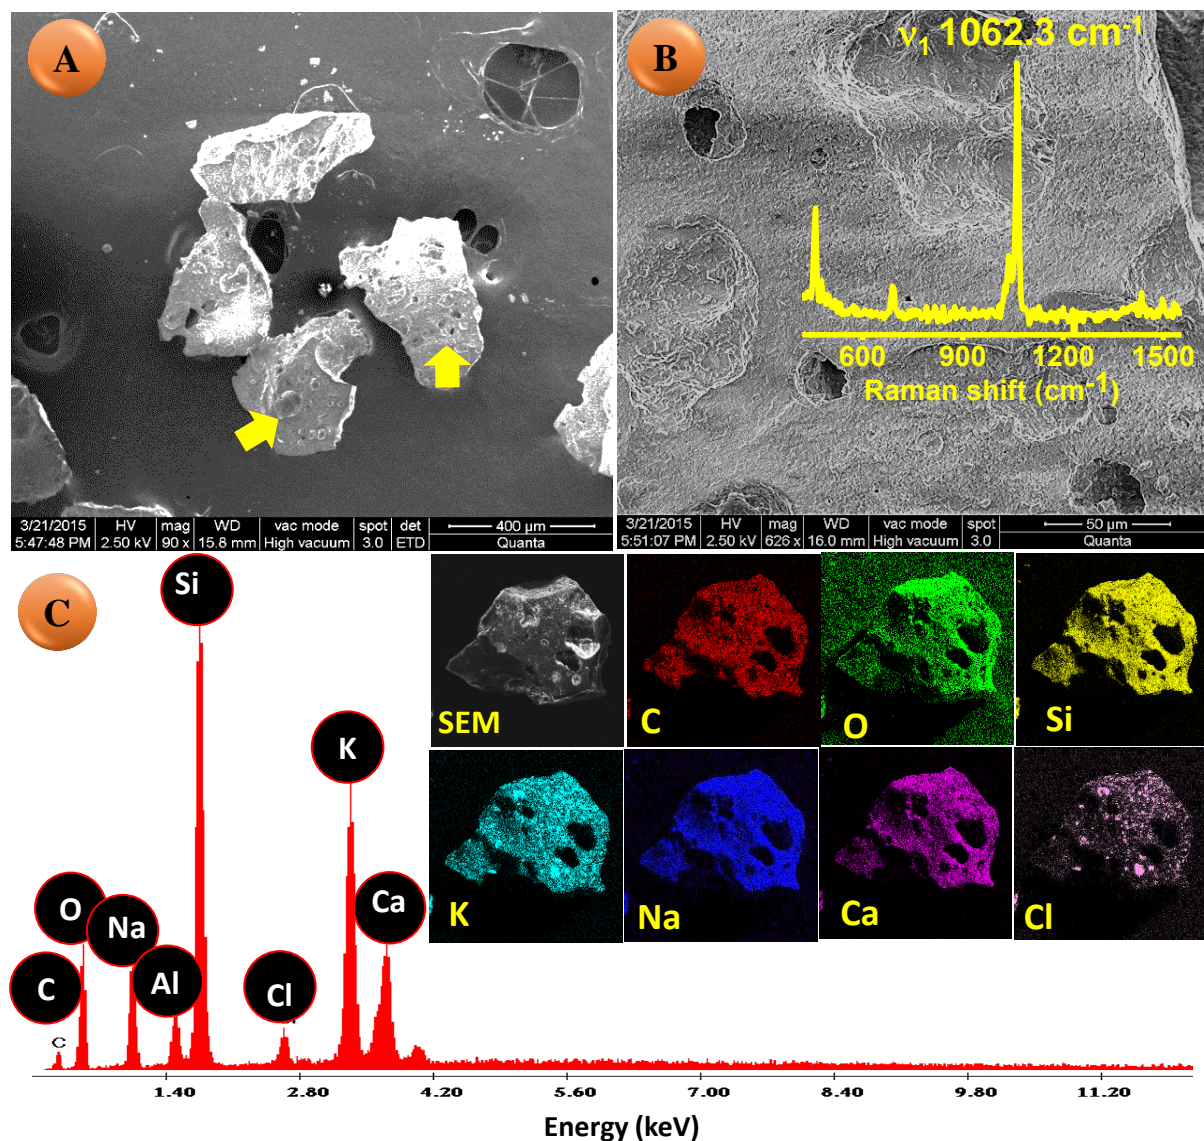 A
B
ν₁ 1062.3 cm⁻¹
600 900 1200 1500
Raman shift (cm⁻¹)
3/21/2015 HV mag WD vac mode spot det 400 µm
5:47:48 PM 2.50 kV 90 x 15.8 mm High vacuum 3.0 ETD Quanta
3/21/2015 HV mag WD vac mode spot 50 µm
5:51:07 PM 2.50 kV 626 x 16.0 mm High vacuum 3.0 Quanta
C
Si
K
O
Na
Ca
C
Al
Cl
C
1.40 2.80 4.20 5.60 7.00 8.40 9.80 11.20
Energy (keV)
SEM
C
O
Si
K
Na
Ca
Cl